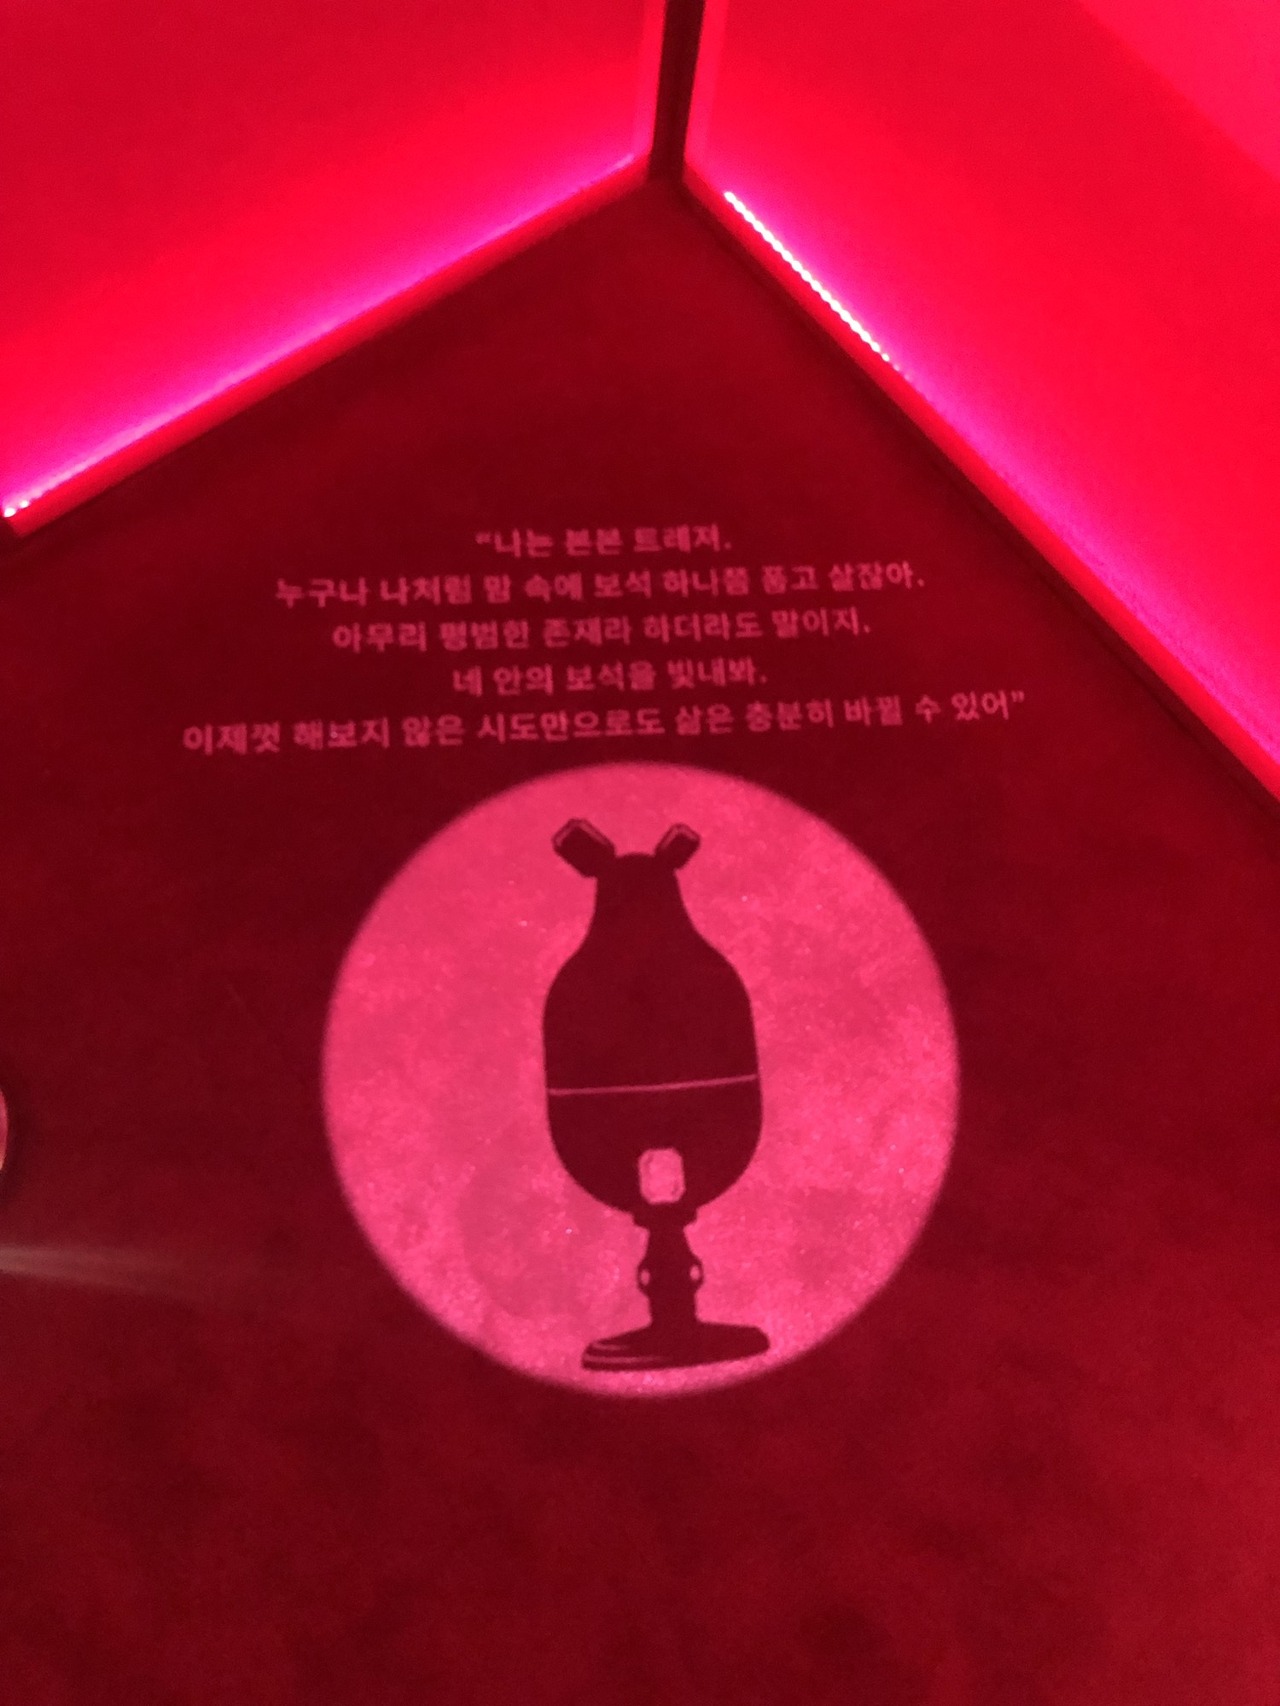 “나는 본본 트레저.
누구나 나처럼 맘 속에 보석 하나쯤 품고 살잖아.
아무리 평범한 존재라 하더라도 말이지.
네 안의 보석을 빛내봐.
이제껏 해보지 않은 시도만으로도 삶은 충분히 바뀔 수 있어”